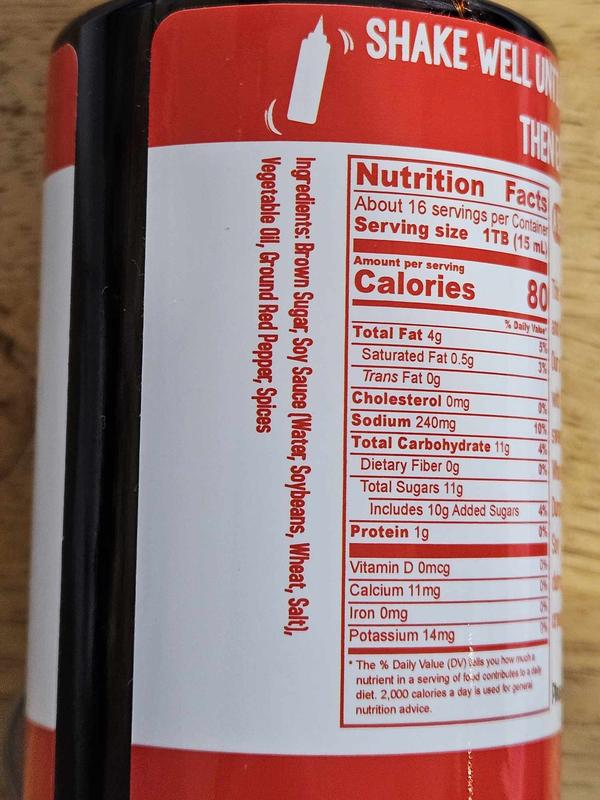 SHAKE WELL
THEN
Nutrition Facts
About 16 servings per Container
Serving size 1TB (15 mL)
Amount per serving
Calories 80
% Daily Value*
Total Fat 4g 5%
Saturated Fat 0.5g 3%
Trans Fat 0g
Cholesterol 0mg 0%
Sodium 240mg 10%
Total Carbohydrate 11g 4%
Dietary Fiber 0g 0%
Total Sugars 11g
Includes 10g Added Sugars 4%
Protein 1g 0%
Vitamin D 0mcg 0%
Calcium 11mg 0%
Iron 0mg 0%
Potassium 14mg 0%
* The % Daily Value (DV) tells you how much a
nutrient in a serving of food contributes to a daily
diet. 2,000 calories a day is used for general
nutrition advice.
Ingredients: Brown Sugar, Soy Sauce (Water, Soybeans, Wheat, Salt),
Vegetable Oil, Ground Red Pepper, Spices